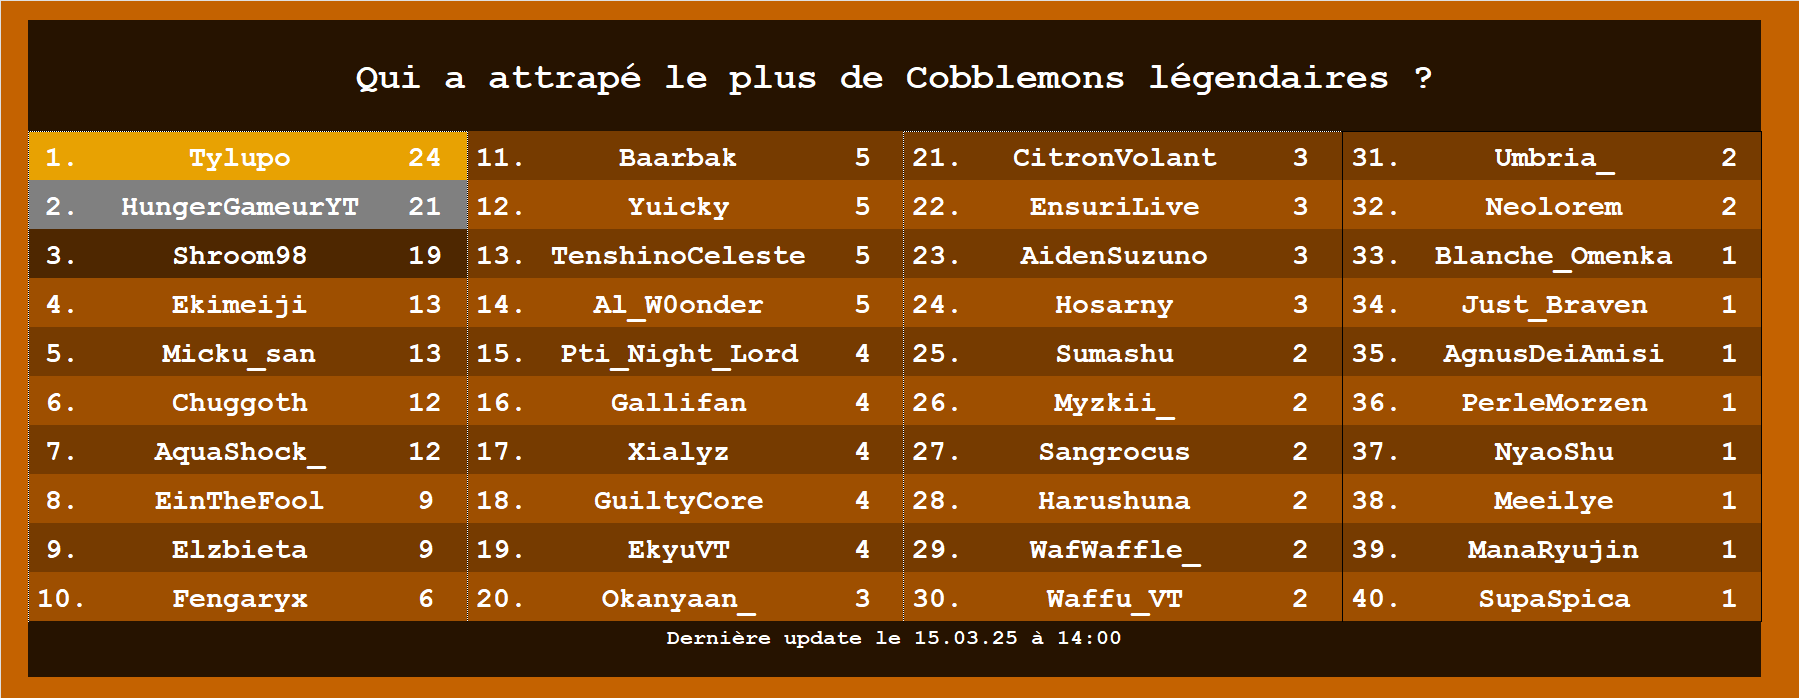 Qui a attrapé le plus de Cobblemons légendaires ?
1. Tylupo 24
2. HungerGameurYT 21
3. Shroom98 19
4. Ekimeiji 13
5. Micku_san 13
6. Chuggoth 12
7. AquaShock_ 12
8. EinTheFool 9
9. Elzbieta 9
10. Fengaryx 6
11. Baarbak 5
12. Yuicky 5
13. TenshinoCeleste 5
14. Al_W0onder 5
15. Pti_Night_Lord 4
16. Gallifan 4
17. Xialyz 4
18. GuiltyCore 4
19. EkyuVT 4
20. Okanyaan_ 3
21. CitronVolant 3
22. EnsuriLive 3
23. AidenSuzuno 3
24. Hosarny 3
25. Sumashu 2
26. Myzkii_ 2
27. Sangrocus 2
28. Harushuna 2
29. WafWaffle_ 2
30. Waffu_VT 2
31. Umbria_ 2
32. Neolorem 2
33. Blanche_Omenka 1
34. Just_Braven 1
35. AgnusDeiAmisi 1
36. PerleMorzen 1
37. NyaoShu 1
38. Meeilye 1
39. ManaRyujin 1
40. SupaSpica 1
Dernière update le 15.03.25 à 14:00